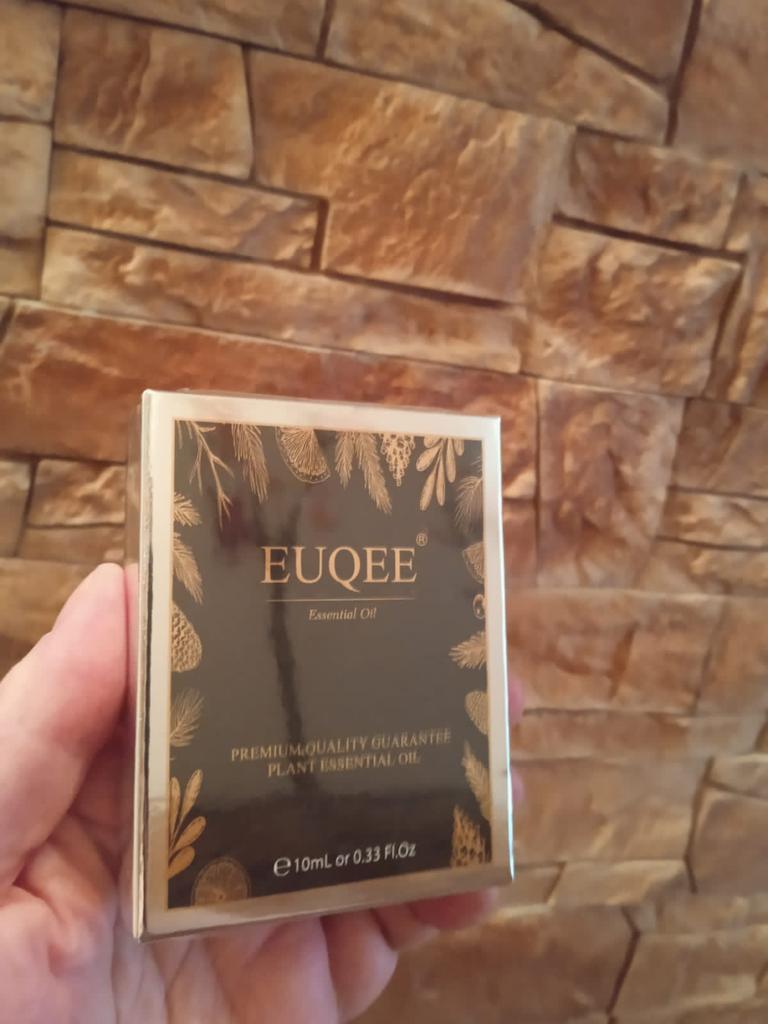 EUQEE®
Essential Oil
PREMIUM QUALITY GUARANTEE
PLANT ESSENTIAL OIL
℮10mL or 0.33 Fl.Oz